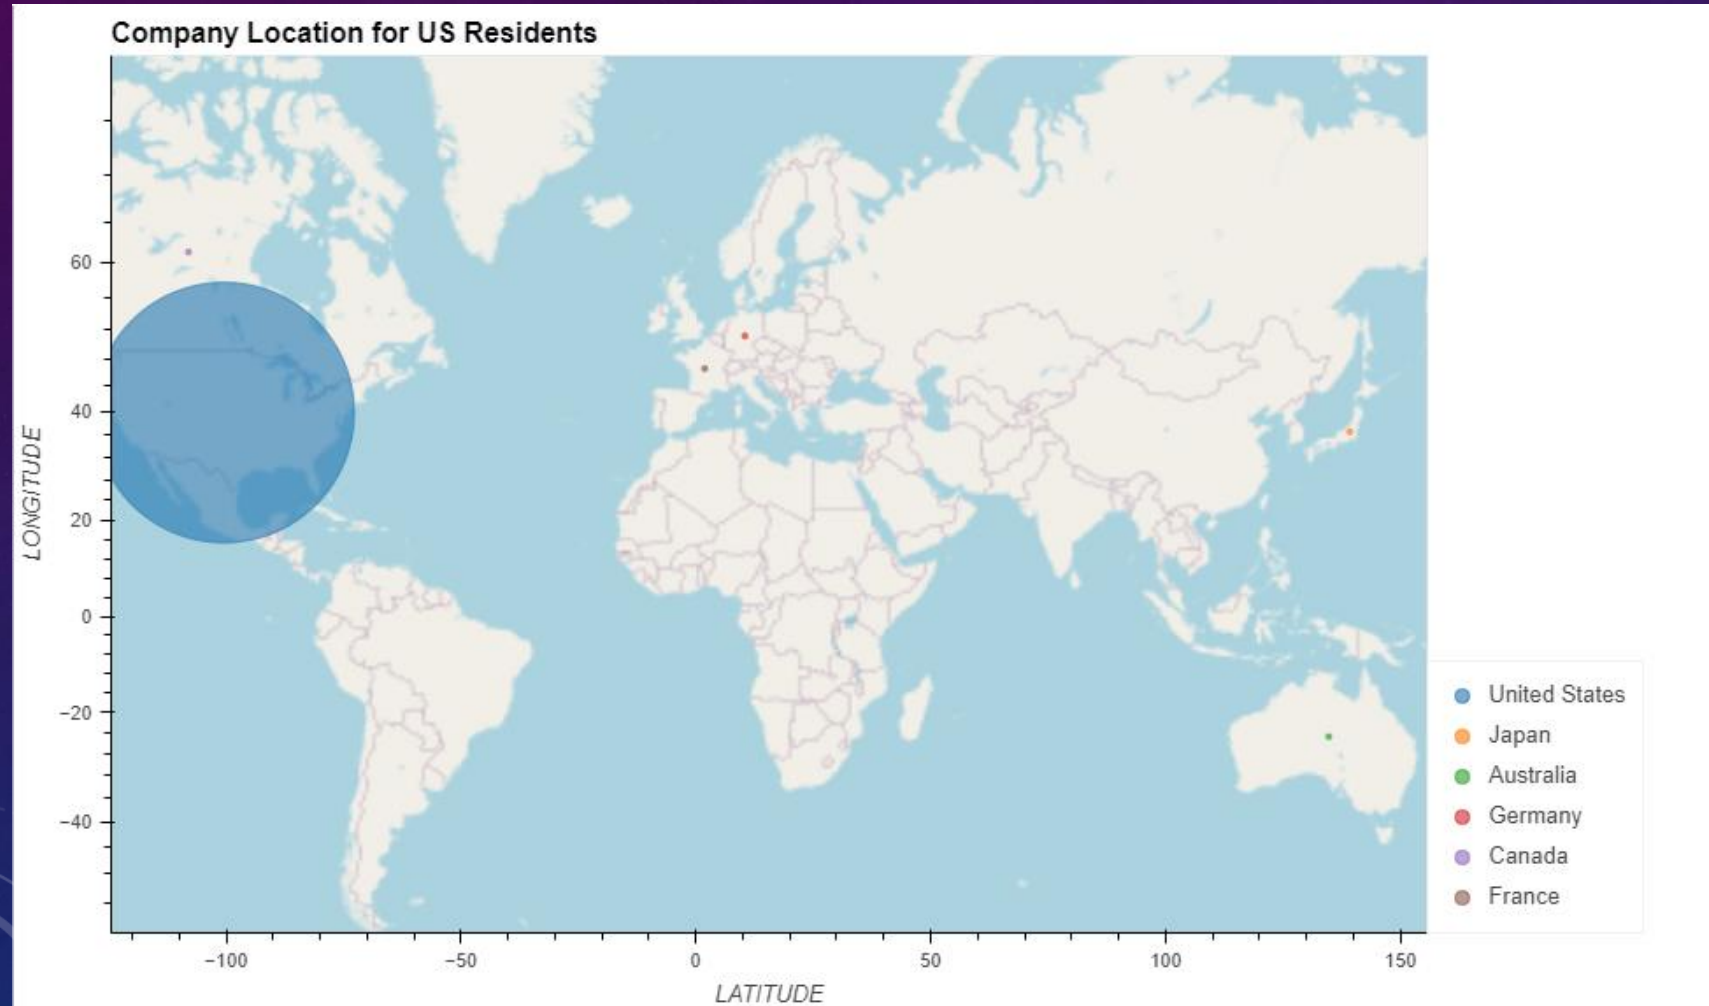 Company Location for US Residents
LONGITUDE
60
40
20
0
−20
−40
−100
−50
0
50
100
150
LATITUDE
United States
Japan
Australia
Germany
Canada
France